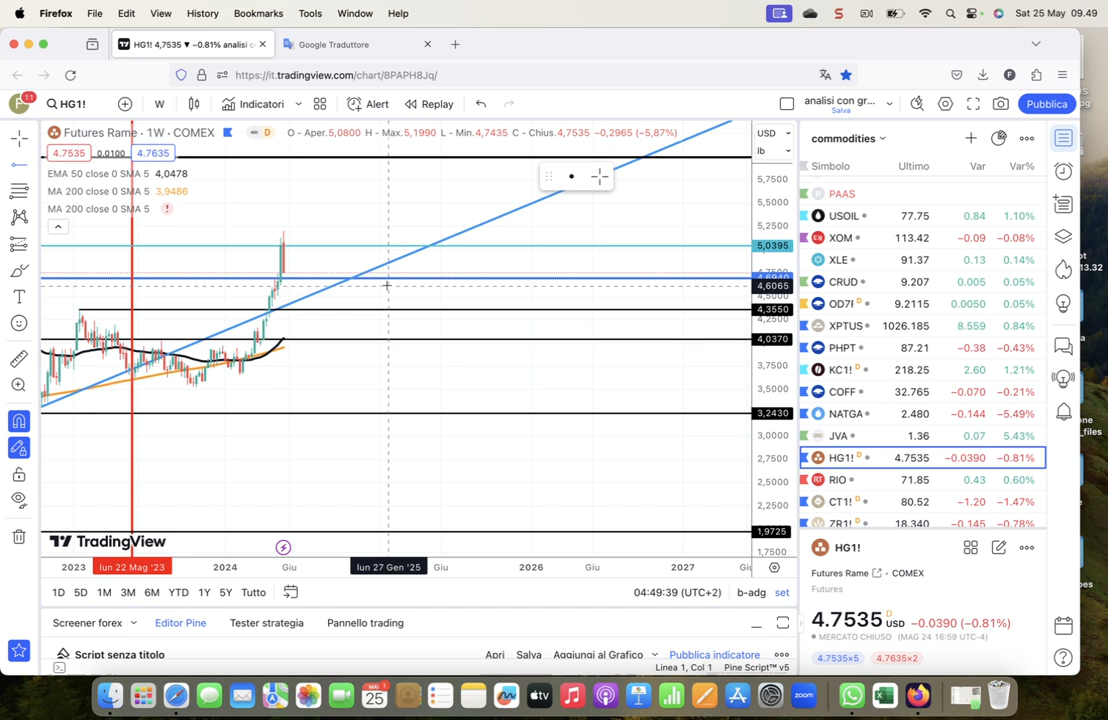 Firefox File Edit View History Bookmarks Tools Window Help Sat 25 May 09.49
HG1! 4,7535 ▼ −0.81% analisi c
Google Traduttore
https://it.tradingview.com/chart/8PAPH8Jq/
11 HG1! W Indicatori Alert Replay analisi con gr... Salva Pubblica
Futures Rame · 1W · COMEX D O - Aper.5,0800 H - Max.5,1990 L - Min.4,7435 C - Chius.4,7535 −0,2965 (−5,87%)
4.7535 0.0100 4.7635
EMA 50 close 0 SMA 5 4,0478
MA 200 close 0 SMA 5 3,9486
MA 200 close 0 SMA 5 !
USD
lb
5,7500
5,5000
5,2500
5,0395
4,6065
4,3550
4,2500
4,0370
3,7500
3,5000
3,2430
3,0000
2,7500
2,5000
2,2500
1,9725
1,7500
TradingView
2023 lun 22 Mag '23 2024 Giu lun 27 Gen '25 Giu 2026 Giu 2027
1D 5D 1M 3M 6M YTD 1Y 5Y Tutto 04:49:39 (UTC+2) b-adg set
Screener forex Editor Pine Tester strategia Pannello trading
Script senza titolo Apri Salva Aggiungi al Grafico Pubblica indicatore
Linea 1, Col 1 Pine Script™ v5
commodities
Simbolo Ultimo Var Var%
PAAS
USOIL 77.75 0.84 1.10%
XOM 113.42 −0.09 −0.08%
XLE 91.37 0.13 0.14%
CRUD 9.207 0.005 0.05%
OD7F D 9.2115 0.0050 0.05%
XPTUS 1026.185 8.559 0.84%
PHPT 87.21 −0.38 −0.43%
KC1! D 218.25 2.60 1.21%
COFF 32.765 −0.070 −0.21%
NATGA 2.480 −0.144 −5.49%
JVA 1.36 0.07 5.43%
HG1! D 4.7535 −0.0390 −0.81%
RIO 71.85 0.43 0.60%
CT1! D 80.52 −1.20 −1.47%
ZR1! D 18.340 −0.145 −0.78%
HG1!
Futures Rame COMEX
Futures
4.7535 D USD −0.0390 (−0.81%)
MERCATO CHIUSO (MAG 24 16:59 UTC-4)
4.7535×5 4.7635×2
MAG
25
zoom